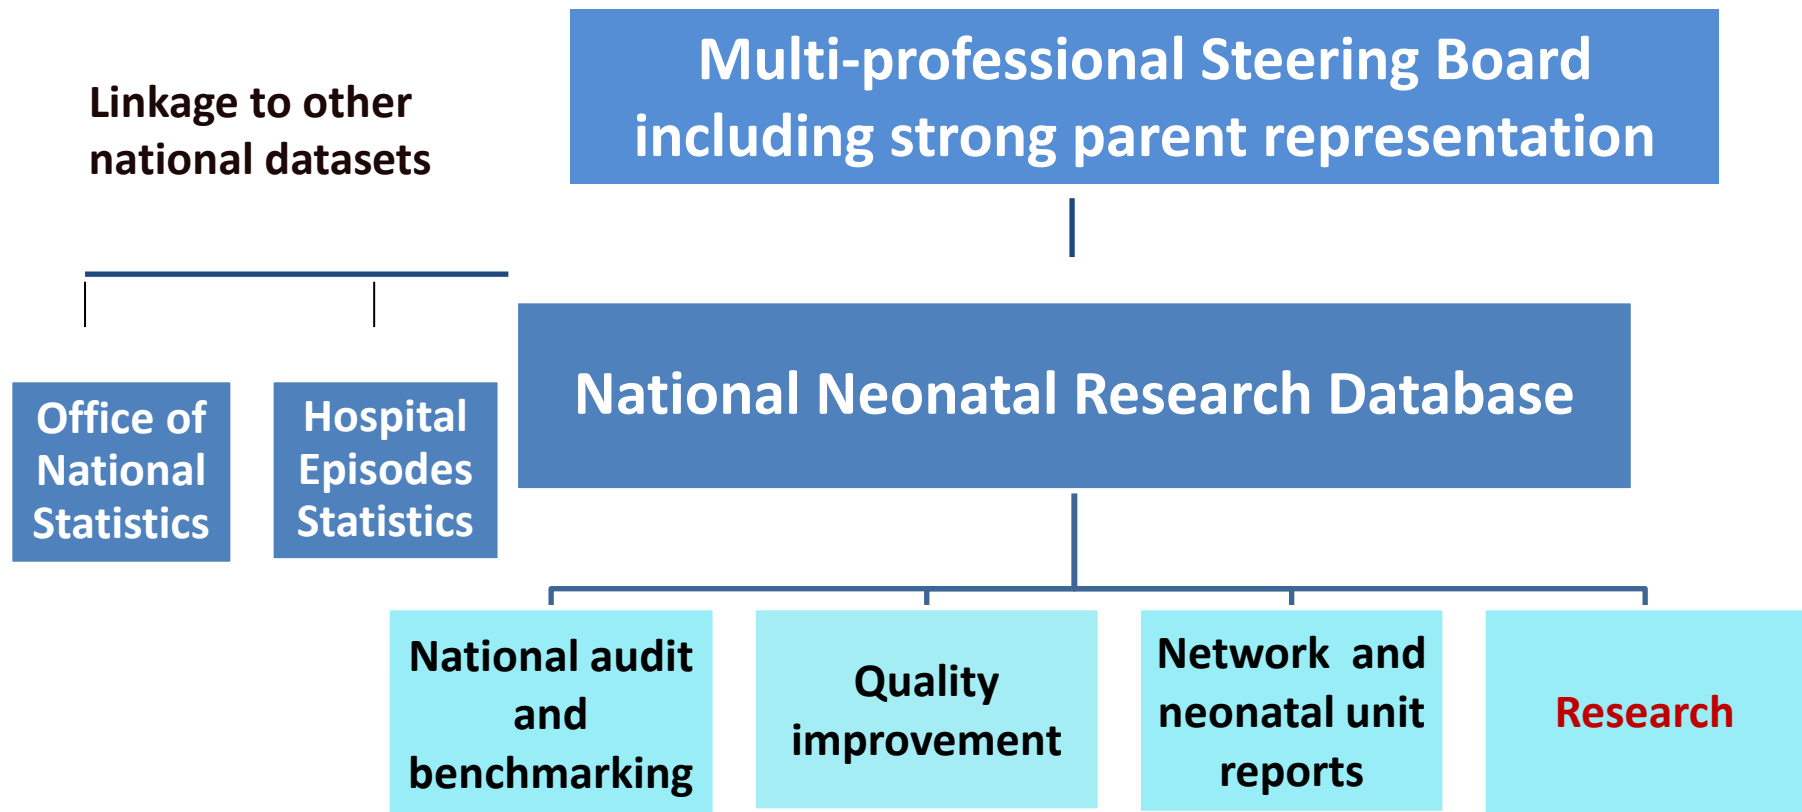 Multi-professional Steering Board
including strong parent representation
Linkage to other
national datasets
National Neonatal Research Database
Office of
National
Statistics
Hospital
Episodes
Statistics
National audit
and
benchmarking
Quality
improvement
Network  and
neonatal unit
reports
Research